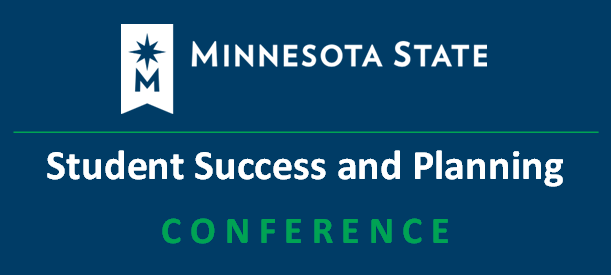 M
MINNESOTA STATE
Student Success and Planning
CONFERENCE